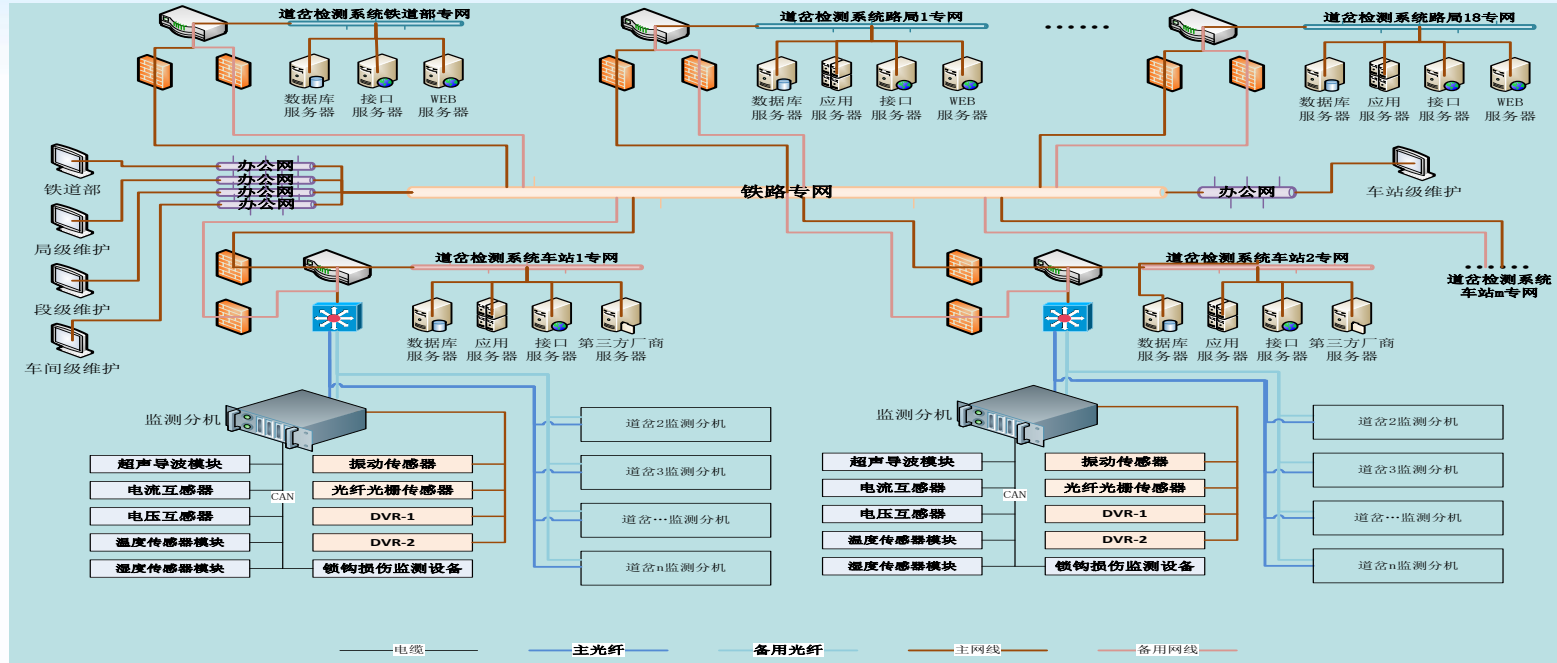 道岔检测系统铁道部专网
道岔检测系统路局1专网
······
道岔检测系统路局18专网
数据库
服务器
接口
服务器
WEB
服务器
数据库
服务器
应用
服务器
接口
服务器
WEB
服务器
数据库
服务器
应用
服务器
接口
服务器
WEB
服务器
铁道部
局级维护
段级维护
车间级维护
办公网
办公网
办公网
办公网
铁路专网
办公网
车站级维护
道岔检测系统车站1专网
道岔检测系统车站2专网
······
道岔检测系统
车站m专网
数据库
服务器
应用
服务器
接口
服务器
第三方厂商
服务器
数据库
服务器
应用
服务器
接口
服务器
第三方厂商
服务器
监测分机
超声导波模块
电流互感器
电压互感器
温度传感器模块
湿度传感器模块
CAN
振动传感器
光纤光栅传感器
DVR-1
DVR-2
锁钩损伤监测设备
道岔2监测分机
道岔3监测分机
道岔…监测分机
道岔n监测分机
监测分机
超声导波模块
电流互感器
电压互感器
温度传感器模块
湿度传感器模块
CAN
振动传感器
光纤光栅传感器
DVR-1
DVR-2
锁钩损伤监测设备
道岔2监测分机
道岔3监测分机
道岔…监测分机
道岔n监测分机
电缆
主光纤
备用光纤
主网线
备用网线